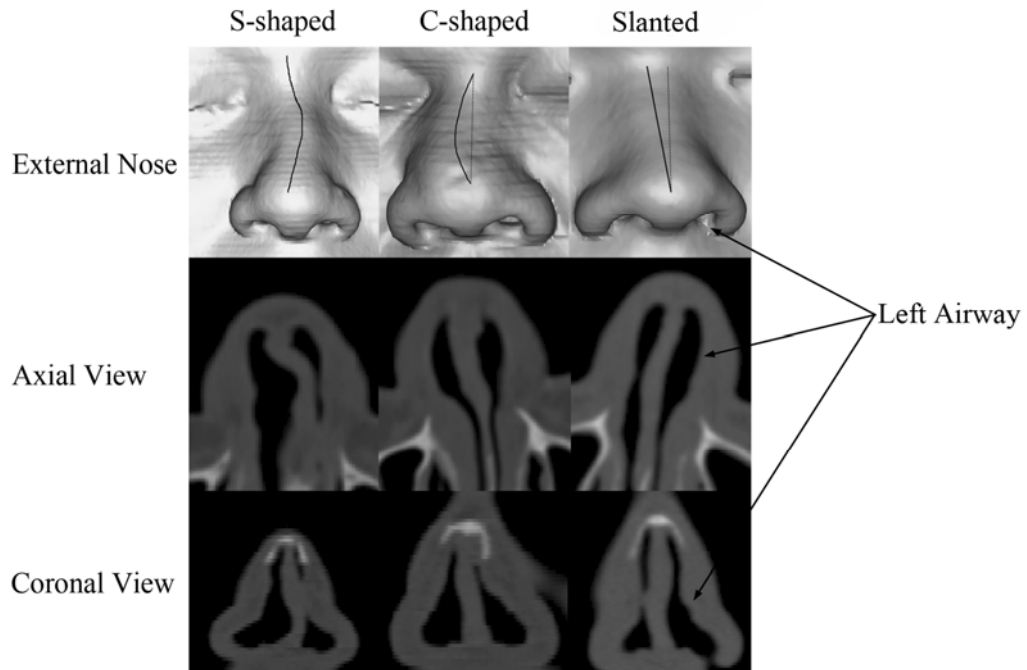 S-shaped
C-shaped
Slanted
External Nose
Left Airway
Axial View
Coronal View